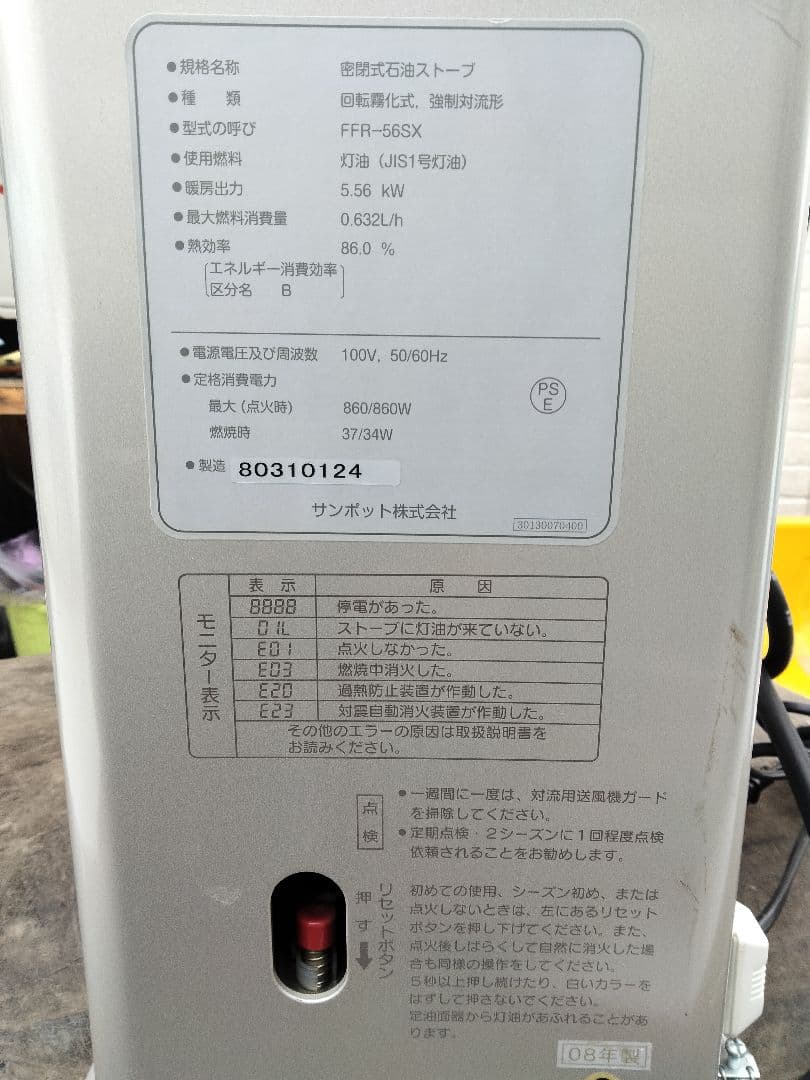 ●規格名称 密閉式石油ストーブ
●種 類 回転霧化式, 強制対流形
●型式の呼び FFR-56SX
●使用燃料 灯油（JIS1号灯油）
●暖房出力 5.56 kW
●最大燃料消費量 0.632L/h
●熱効率 86.0 %
エネルギー消費効率
区分名 B
●電源電圧及び周波数 100V, 50/60Hz
●定格消費電力
最大（点火時） 860/860W
燃焼時 37/34W
PS
E
●製造 80310124
サンポット株式会社
30130070400
モニター表示
表 示 原 因
8888 停電があった。
01L ストーブに灯油が来ていない。
E01 点火しなかった。
E03 燃焼中消火した。
E20 過熱防止装置が作動した。
E23 対震自動消火装置が作動した。
その他のエラーの原因は取扱説明書を
お読みください。
点検
●一週間に一度は、対流用送風機ガード
を掃除してください。
●定期点検・2シーズンに1回程度点検
依頼されることをお勧めします。
リセットボタン
押す
初めての使用、シーズン初め、または
点火しないときは、左にあるリセット
ボタンを押し下げてください。また、
点火後しばらくして自然に消火した場
合も同様の操作をしてください。
5秒以上押し続けたり、白いカラーを
はずして押さないでください。
定油面器から灯油があふれることがあ
ります。
08年製